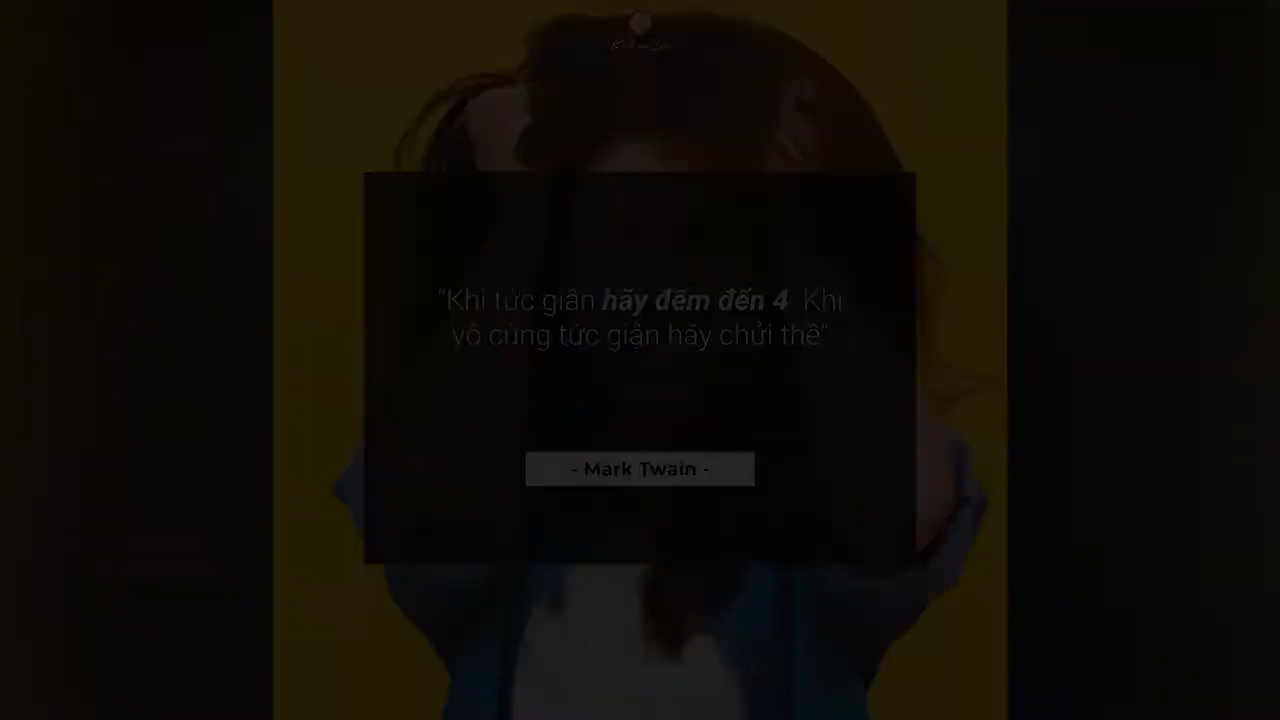 “Khi tức giận hãy đếm đến 4 Khi
vô cùng tức giận hãy chửi thề”
- Mark Twain -